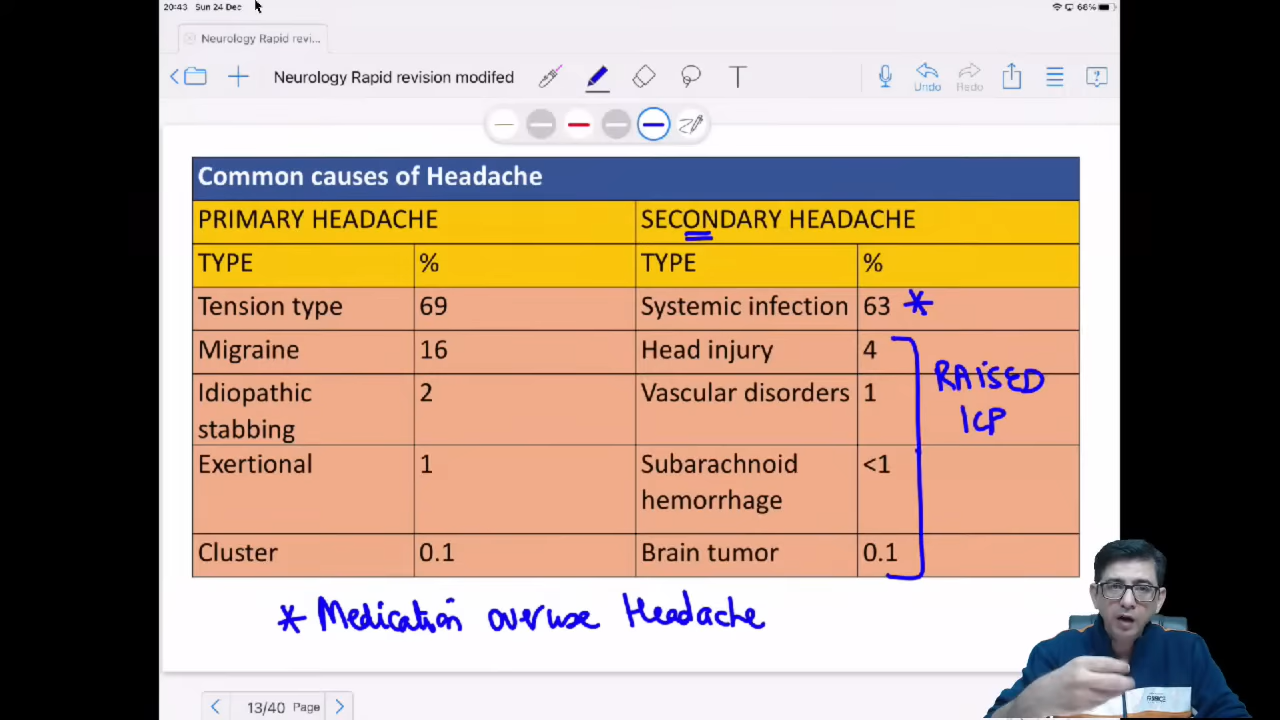 20:43 Sun 24 Dec
66%
Neurology Rapid revi...
Neurology Rapid revision modifed
T
Undo
Redo
Common causes of Headache
PRIMARY HEADACHE SECONDARY HEADACHE
TYPE % TYPE %
Tension type 69 Systemic infection 63 *
Migraine 16 Head injury 4
RAISED
ICP
Idiopathic 2 Vascular disorders 1
stabbing
Exertional 1 Subarachnoid <1
hemorrhage
Cluster 0.1 Brain tumor 0.1
* Medication overuse Headache
13/40 Page